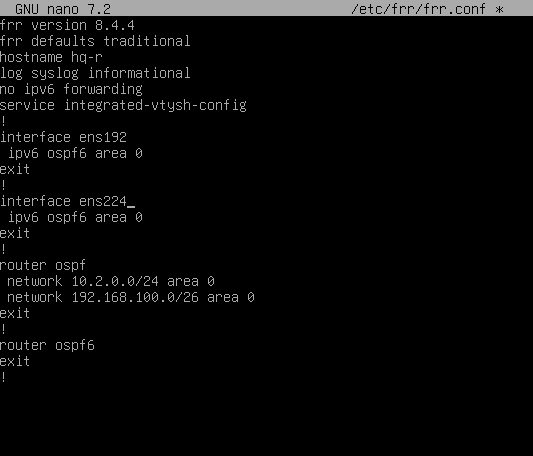 GNU nano 7.2 /etc/frr/frr.conf *
frr version 8.4.4
frr defaults traditional
hostname hq-r
log syslog informational
no ipv6 forwarding
service integrated-vtysh-config
!
interface ens192
 ipv6 ospf6 area 0
exit
!
interface ens224_
 ipv6 ospf6 area 0
exit
!
router ospf
 network 10.2.0.0/24 area 0
 network 192.168.100.0/26 area 0
exit
!
router ospf6
exit
!